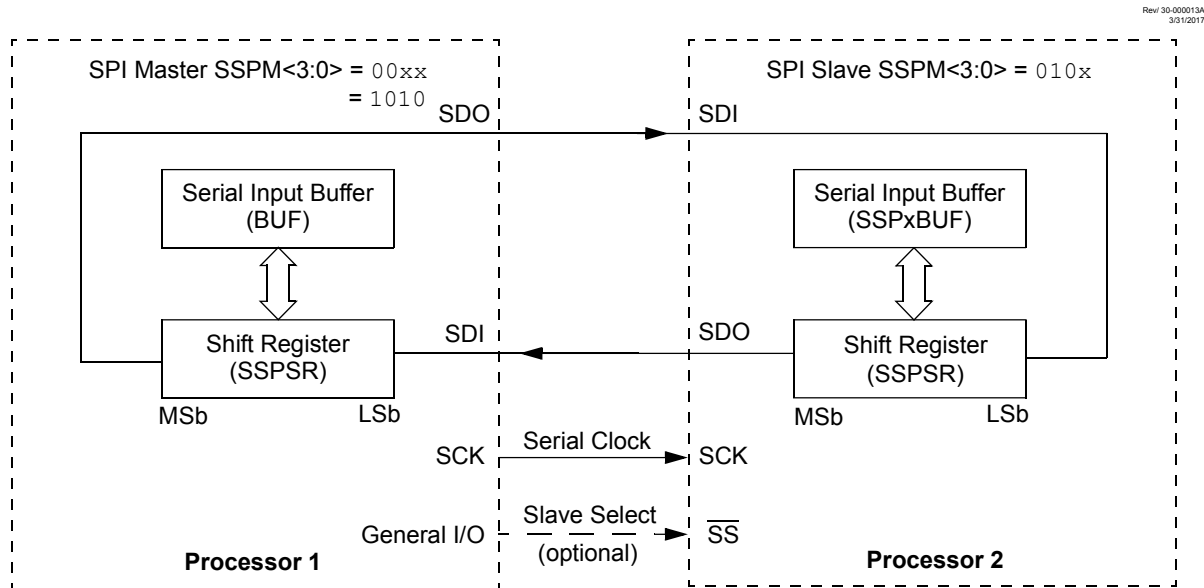 Rev/ 30-000013A
3/31/2017
SPI Master SSPM<3:0> = 00xx
= 1010
SPI Slave SSPM<3:0> = 010x
SDO
SDI
Serial Input Buffer
(BUF)
Serial Input Buffer
(SSPxBUF)
Shift Register
(SSPSR)
SDI
SDO
Shift Register
(SSPSR)
MSb
LSb
MSb
LSb
SCK
Serial Clock
SCK
General I/O
Slave Select
(optional)
SS
Processor 1
Processor 2